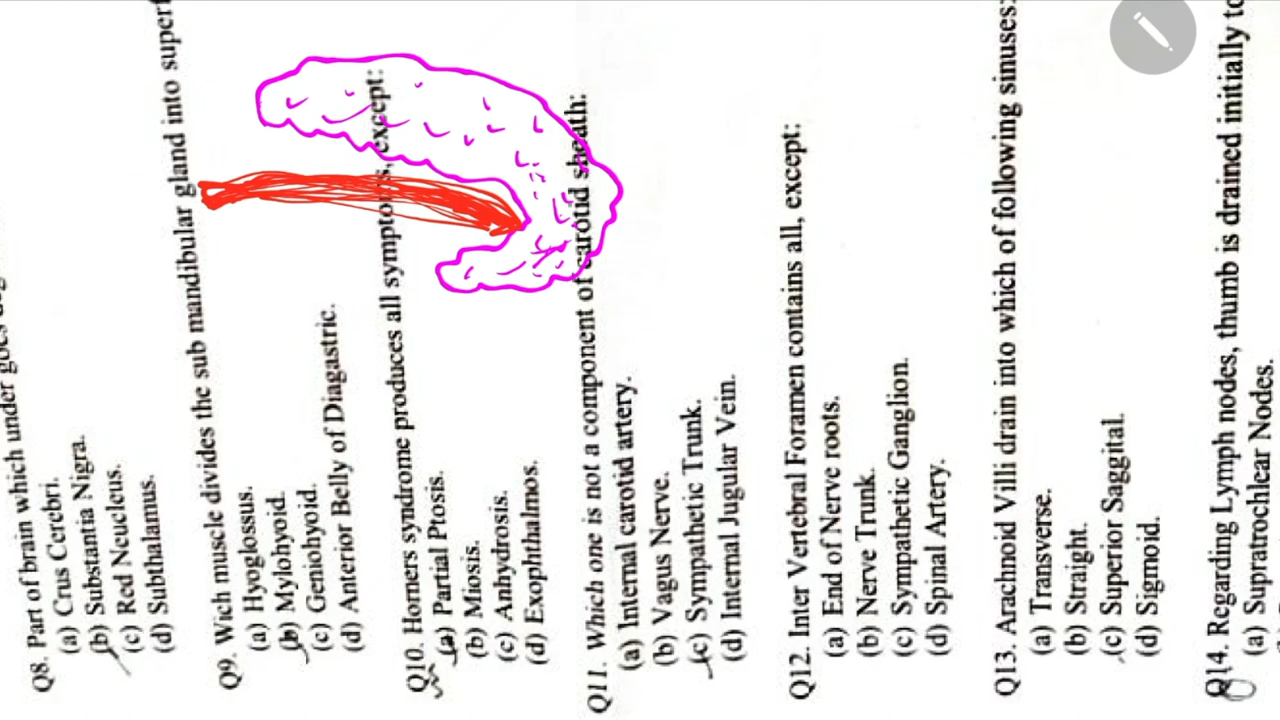 Q8. Part of brain which under goes
(a) Crus Cerebri.
(b) Substantia Nigra.
(c) Red Neucleus.
(d) Subthalamus.
Q9. Wich muscle divides the sub mandibular gland into
(a) Hyoglossus.
(b) Mylohyoid.
(c) Geniohyoid.
(d) Anterior Belly of Diagastric.
Q10. Horners syndrome produces all symptoms, except:
(a) Partial Ptosis.
(b) Miosis.
(c) Anhydrosis.
(d) Exophthalmos.
Q11. Which one is not a component of carotid sheath:
(a) Internal carotid artery.
(b) Vagus Nerve.
(c) Sympathetic Trunk.
(d) Internal Jugular Vein.
Q12. Inter Vertebral Foramen contains all, except:
(a) End of Nerve roots.
(b) Nerve Trunk.
(c) Sympathetic Ganglion.
(d) Spinal Artery.
Q13. Arachnoid Villi drain into which of following sinuses:
(a) Transverse.
(b) Straight.
(c) Superior Saggital.
(d) Sigmoid.
Q14. Regarding Lymph nodes, thumb is drained initially to
(a) Supratrochlear Nodes.